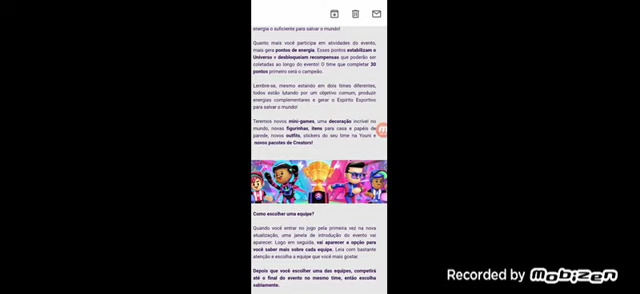 energia o suficiente para salvar o mundo!
Quanto mais você participa em atividades do evento,
mais gera pontos de energia. Esses pontos estabilizam o
Universo e desbloqueiam recompensas que poderão ser
coletadas ao longo do evento! O time que completar 30
pontos primeiro será o campeão.
Lembre-se, mesmo estando em dois times diferentes,
todos estão lutando por um objetivo comum, produzir
energias complementares e gerar o Espírito Esportivo
para salvar o mundo!
Teremos novos mini-games, uma decoração incrível no
mundo, novas figurinhas, itens para casa e papéis de
parede, novos outfits, stickers do seu time na Youni e
novos pacotes de Creators!
Como escolher uma equipe?
Quando você entrar no jogo pela primeira vez na nova
atualização, uma janela de introdução do evento vai
aparecer. Logo em seguida, vai aparecer a opção para
você saber mais sobre cada equipe. Leia com bastante
atenção e escolha a equipe que você mais gostar.
Depois que você escolher uma das equipes, competirá
até o final do evento no mesmo time, então escolha
sabiamente.
Recorded by Mobizen